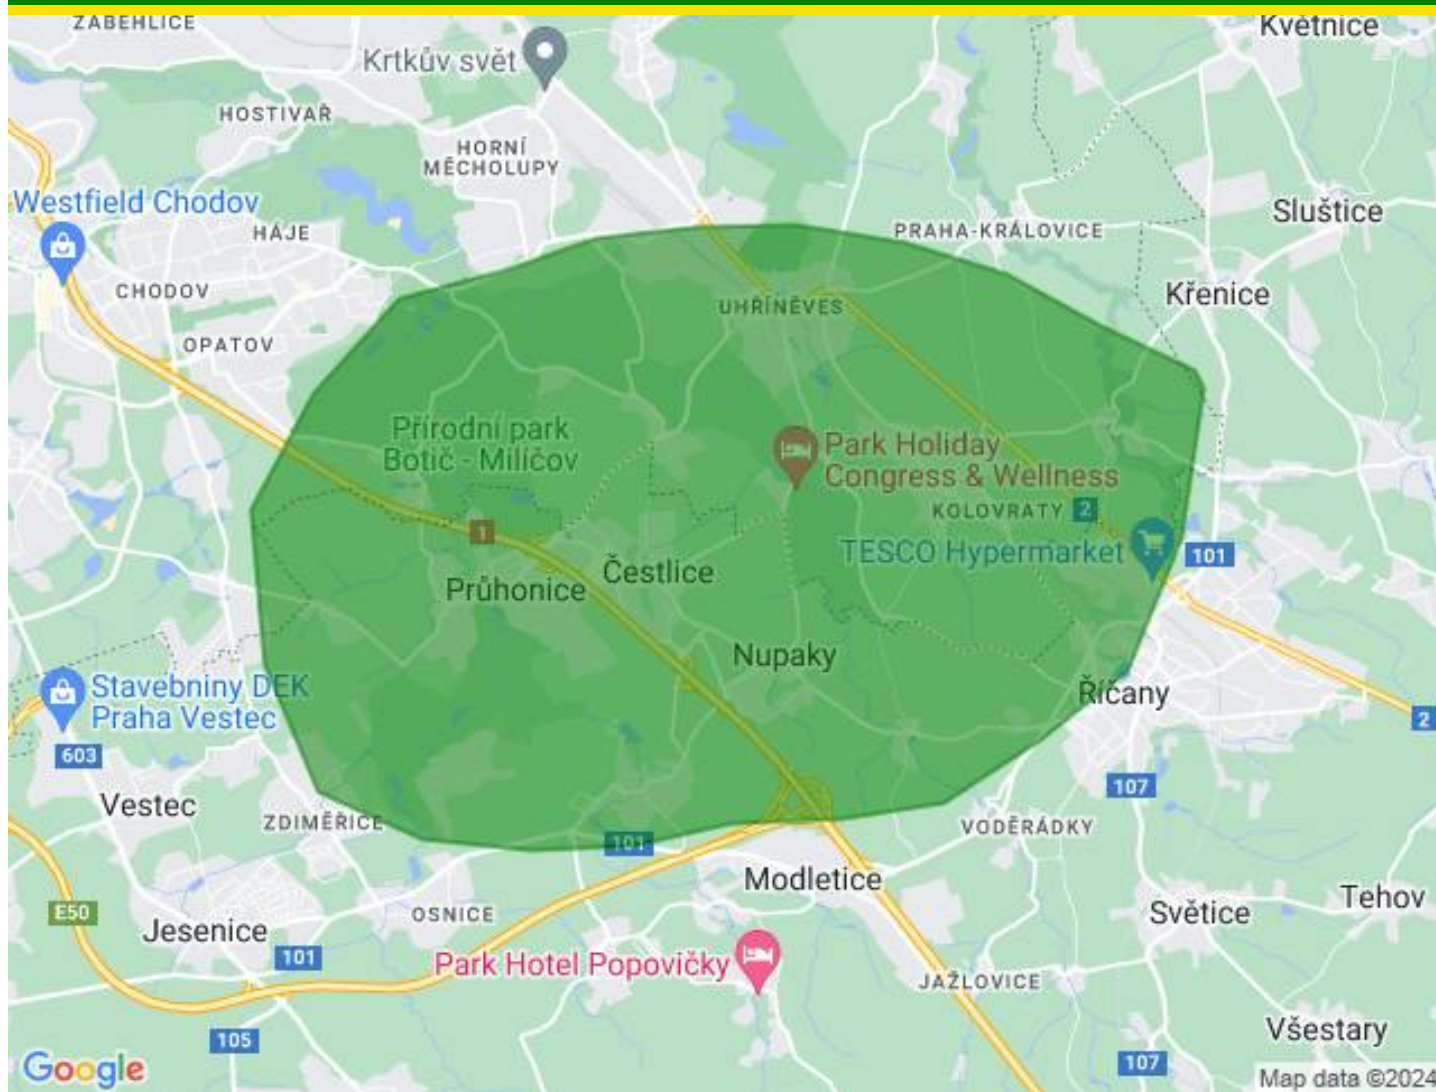 ZÁBĚHLICE
Květnice
Krtkův svět
HOSTIVAŘ
HORNÍ
MĚCHOLUPY
Westfield Chodov
HÁJE
Sluštice
PRAHA-KRÁLOVICE
CHODOV
Křenice
UHŘÍNĚVES
OPATOV
Přírodní park
Botič - Milíčov
Park Holiday
Congress & Wellness
KOLOVRATY
2
1
TESCO Hypermarket
101
Čestlice
Průhonice
Nupaky
Stavebniny DEK
Praha Vestec
Říčany
2
603
107
Vestec
ZDIMĚŘICE
VODĚRÁDKY
101
Modletice
Tehov
E50
OSNICE
Světice
Jesenice
101
Park Hotel Popovičky
JAŽLOVICE
105
Všestary
107
Google
Map data ©2024